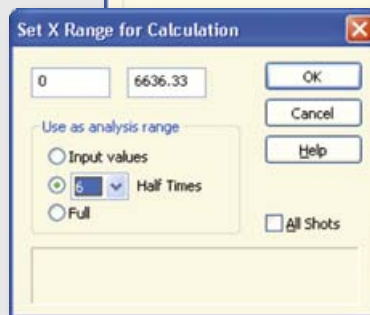 Set X Range for Calculation
0 6636.33
OK
Cancel
Help
Use as analysis range
Input values
6 Half Times
Full
All Shots